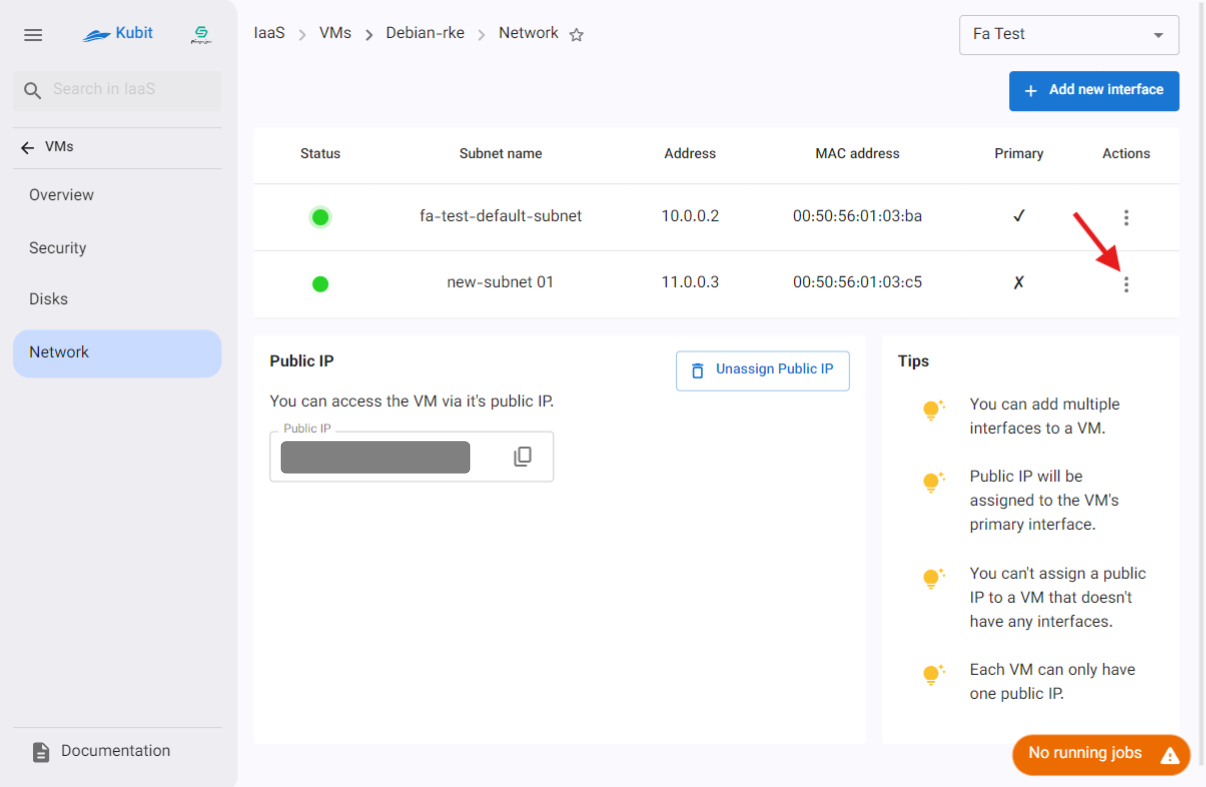 Kubit
IaaS > VMs > Debian-rke > Network
Fa Test
Search in IaaS
+ Add new interface
VMs
Overview
Security
Disks
Network
Status Subnet name Address MAC address Primary Actions
fa-test-default-subnet 10.0.0.2 00:50:56:01:03:ba ✓
new-subnet 01 11.0.0.3 00:50:56:01:03:c5 ✗
Public IP
Unassign Public IP
You can access the VM via it's public IP.
Public IP
Tips
You can add multiple
interfaces to a VM.
Public IP will be
assigned to the VM's
primary interface.
You can't assign a public
IP to a VM that doesn't
have any interfaces.
Each VM can only have
one public IP.
Documentation
No running jobs